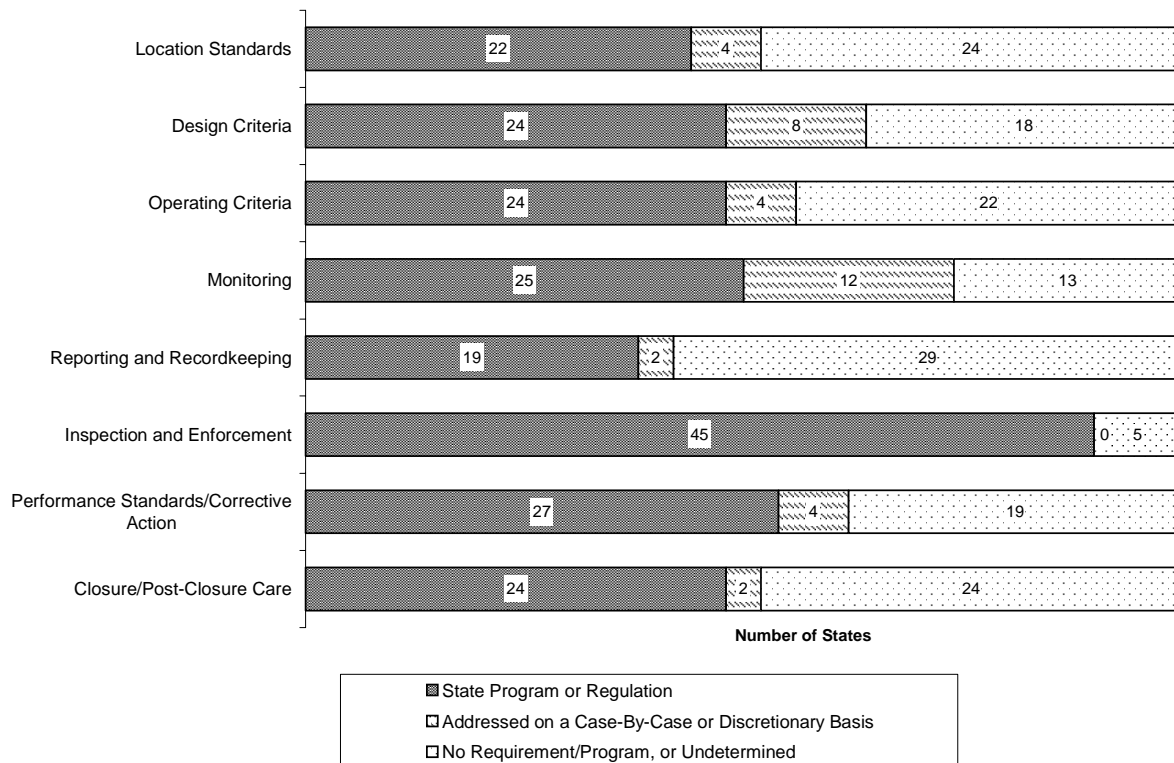 Location Standards
22 4 24
Design Criteria
24 8 18
Operating Criteria
24 4 22
Monitoring
25 12 13
Reporting and Recordkeeping
19 2 29
Inspection and Enforcement
45 0 5
Performance Standards/Corrective
Action
27 4 19
Closure/Post-Closure Care
24 2 24
Number of States
State Program or Regulation
Addressed on a Case-By-Case or Discretionary Basis
No Requirement/Program, or Undetermined